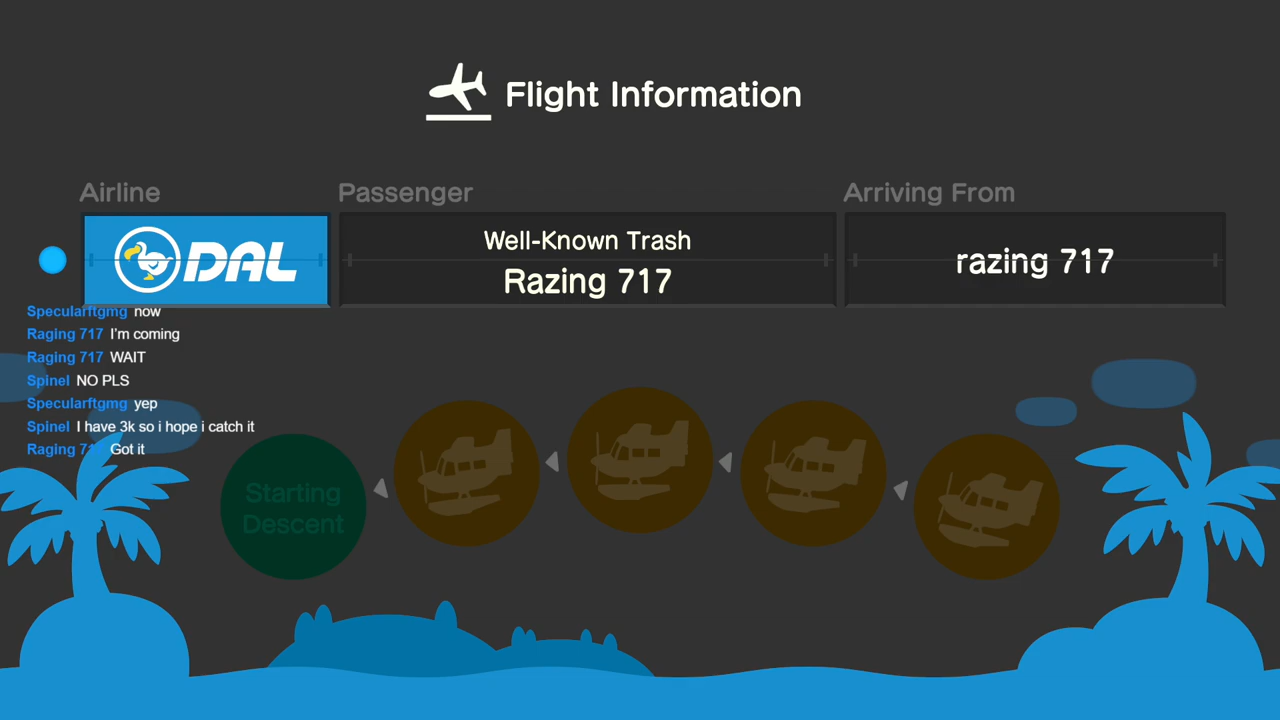 Flight Information
Airline
Passenger
Arriving From
DAL
Well-Known Trash
Razing 717
razing 717
Specularftgmg now
Raging 717 I'm coming
Raging 717 WAIT
Spinel NO PLS
Specularftgmg yep
Spinel I have 3k so i hope i catch it
Raging 717 Got it
Starting
Descent